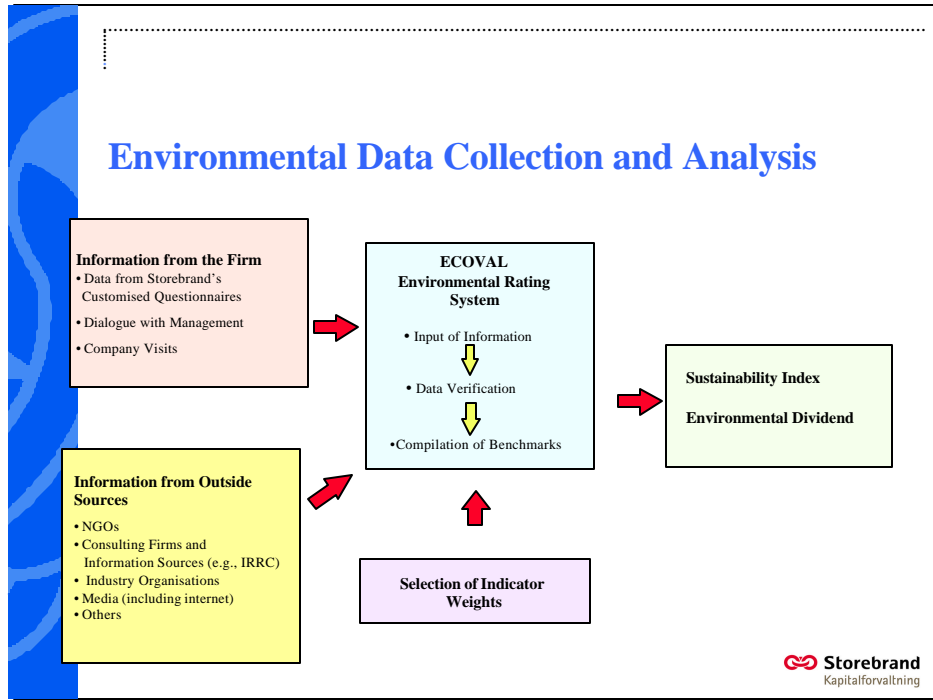 Environmental Data Collection and Analysis
Information from the Firm
• Data from Storebrand's
Customised Questionnaires
• Dialogue with Management
• Company Visits
ECOVAL
Environmental Rating
System
• Input of Information
• Data Verification
•Compilation of Benchmarks
Sustainability Index
Environmental Dividend
Information from Outside
Sources
• NGOs
• Consulting Firms and
Information Sources (e.g., IRRC)
• Industry Organisations
• Media (including internet)
• Others
Selection of Indicator
Weights
Storebrand
Kapitalforvaltning